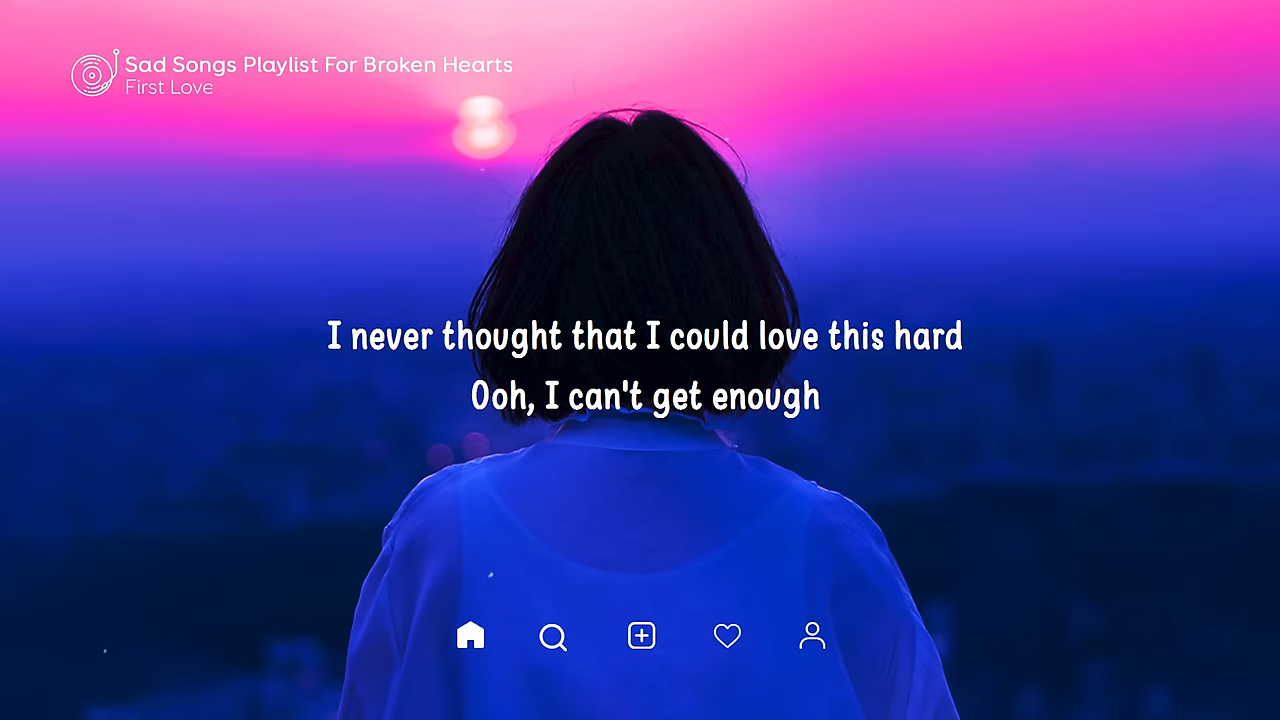 Sad Songs Playlist For Broken Hearts
First Love
I never thought that I could love this hard
Ooh, I can't get enough